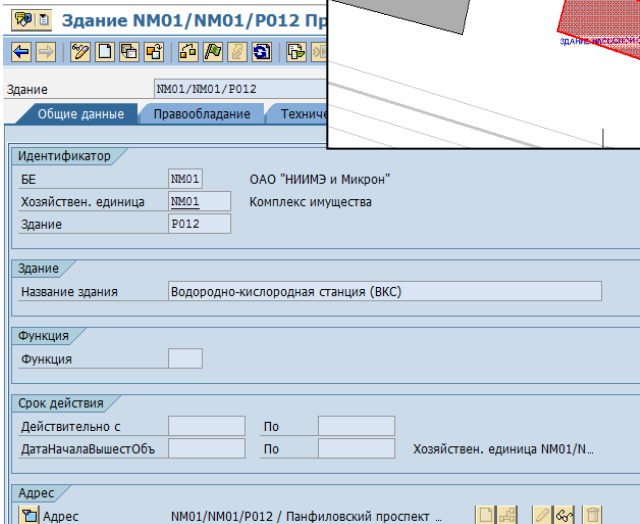 Здание NM01/NM01/P012 Пр
Здание NM01/NM01/P012
Общие данные Правообладание Техниче
Идентификатор
БЕ NM01 ОАО "НИИМЭ и Микрон"
Хозяйствен. единица NM01 Комплекс имущества
Здание P012
Здание
Название здания Водородно-кислородная станция (ВКС)
Функция
Функция
Срок действия
Действительно с По
ДатаНачалаВышестОбъ По Хозяйствен. единица NM01/N...
Адрес
Адрес NM01/NM01/P012 / Панфиловский проспект ...